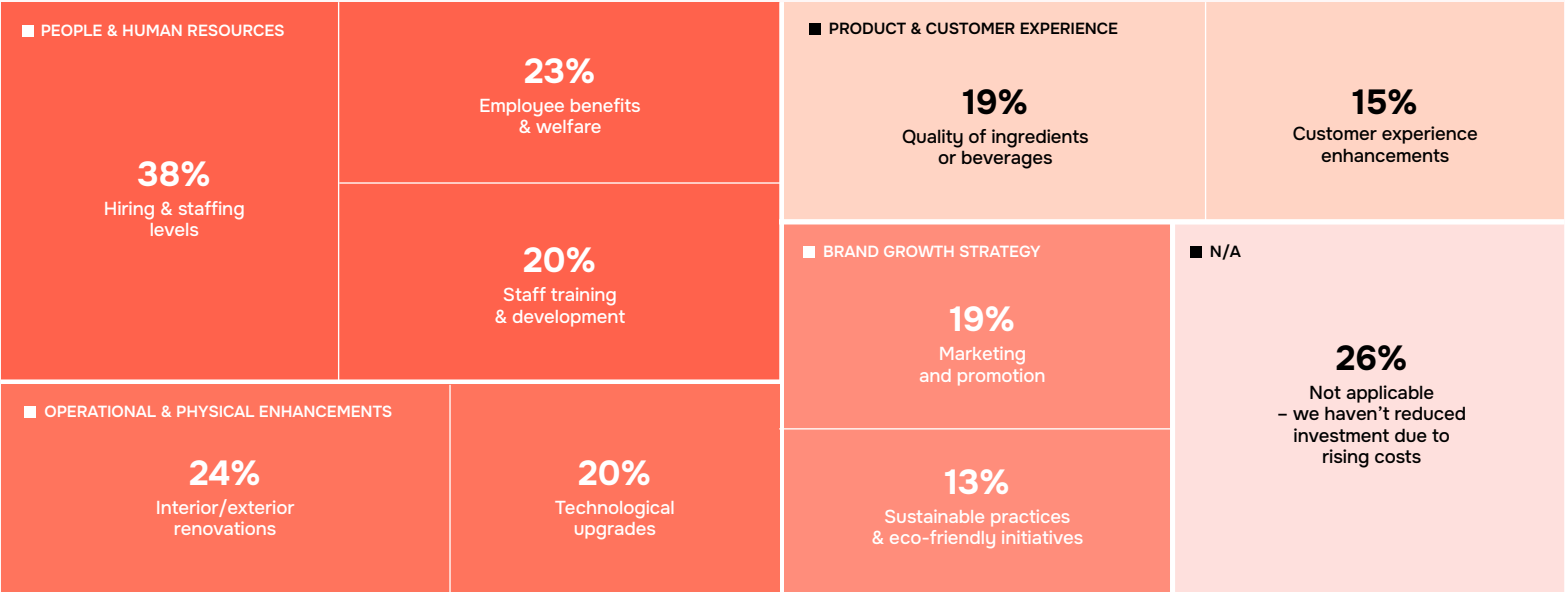 PEOPLE & HUMAN RESOURCES
38%
Hiring & staffing
levels
23%
Employee benefits
& welfare
20%
Staff training
& development
OPERATIONAL & PHYSICAL ENHANCEMENTS
24%
Interior/exterior
renovations
20%
Technological
upgrades
PRODUCT & CUSTOMER EXPERIENCE
19%
Quality of ingredients
or beverages
15%
Customer experience
enhancements
BRAND GROWTH STRATEGY
19%
Marketing
and promotion
13%
Sustainable practices
& eco-friendly initiatives
N/A
26%
Not applicable
– we haven’t reduced
investment due to
rising costs